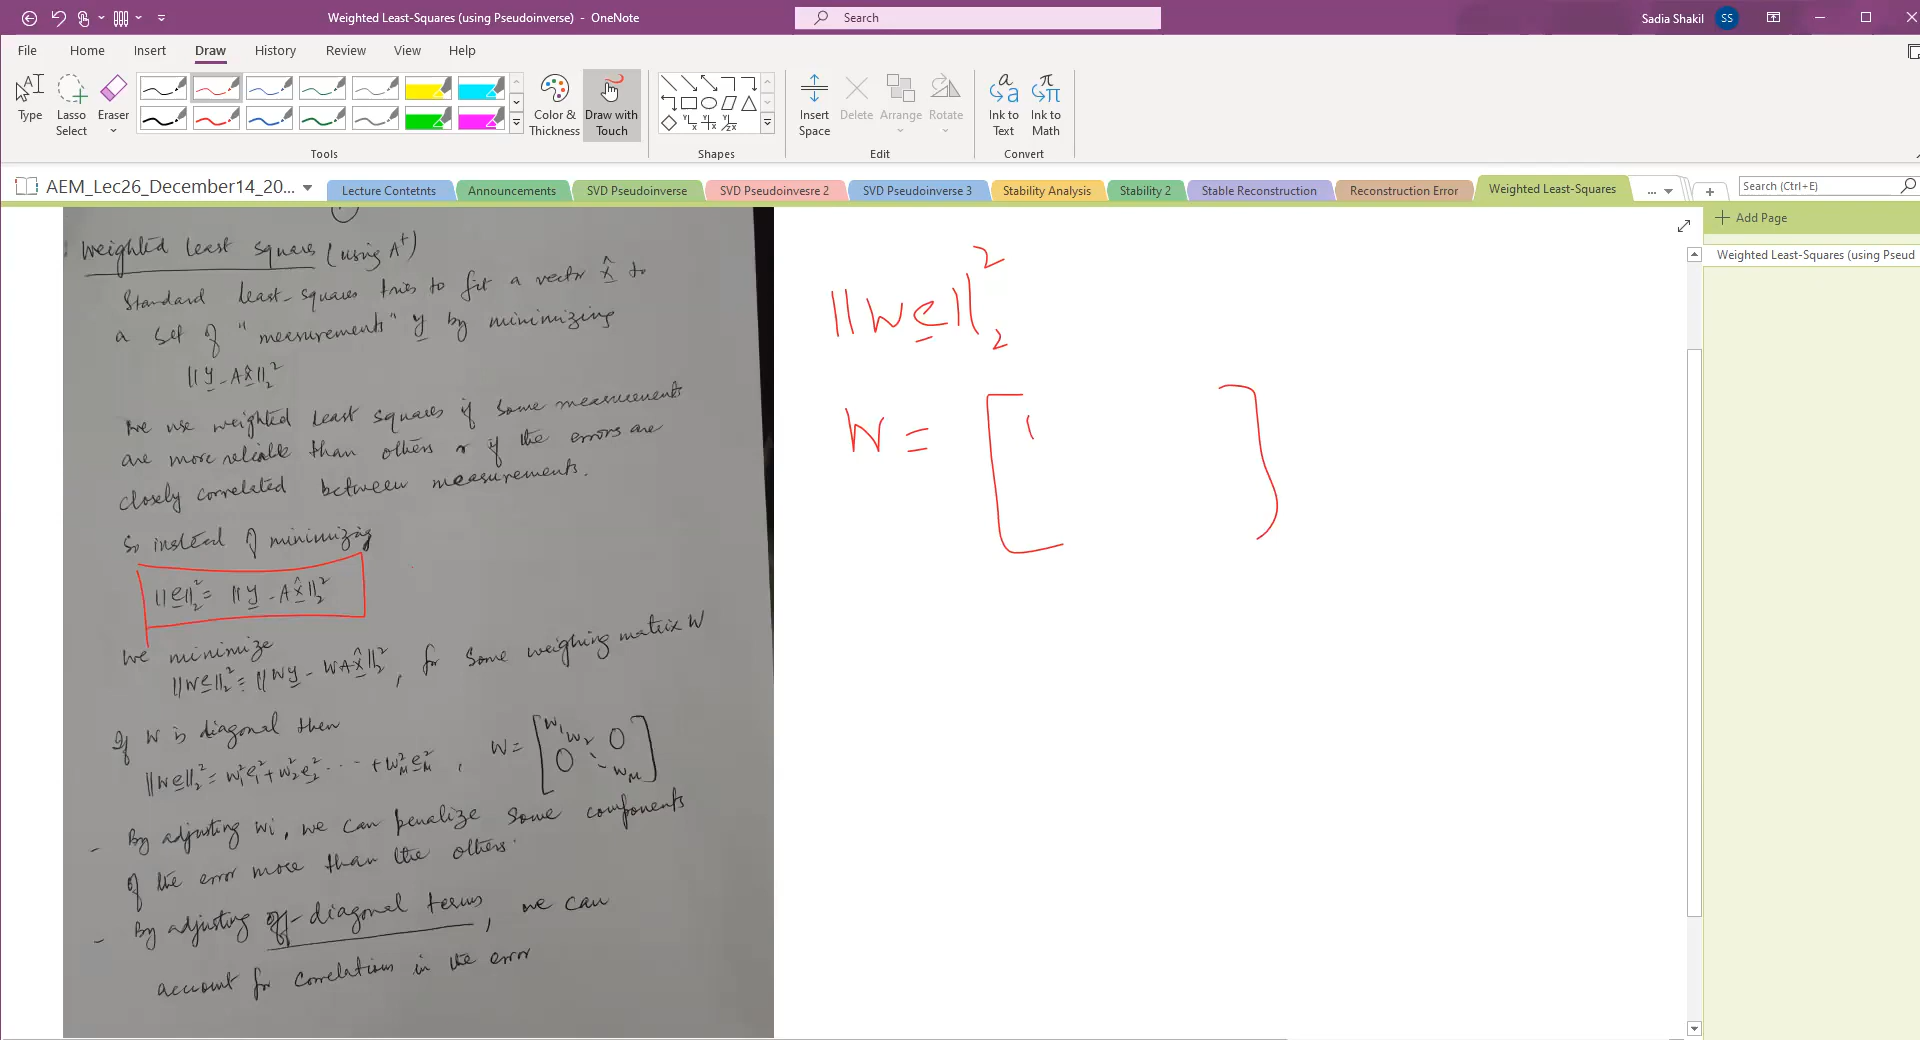 Weighted Least-Squares (using Pseudoinverse) - OneNote
Search
Sadia Shakil
SS
File Home Insert Draw History Review View Help
Type
Lasso Select
Eraser
Color & Thickness
Draw with Touch
Insert Space
Delete
Arrange
Rotate
Ink to Text
Ink to Math
Tools Shapes Edit Convert
AEM_Lec26_December14_20...
Lecture Contetnts Announcements SVD Pseudoinverse SVD Pseudoinvesre 2 SVD Pseudoinverse 3 Stability Analysis Stability 2 Stable Reconstruction Reconstruction Error Weighted Least-Squares ...
Search (Ctrl+E)
Add Page
Weighted Least-Squares (using Pseud
Weighted Least Squares (using A†)
Standard Least-squares tries to fit a vector x̂ to
a set of "measurements" y by minimizing
||y - Ax̂||₂²
We use weighted Least squares if some measurements
are more reliable than others or if the errors are
closely correlated between measurements.
So instead of minimizing
||e||₂² = ||y - Ax̂||₂²
We minimize
||We||₂² = ||Wy - WAx̂||₂², for some weighing matrix W
If W is diagonal then
||We||₂² = w₁²e₁² + w₂²e₂² ... + w_M²e_M², W = [w₁ w₂ 0 0 w_M]
- By adjusting wi, we can penalize some components
of the error more than the others.
- By adjusting off-diagonal terms, we can
account for correlations in the error
||We||₂²
W = [ 1 ]